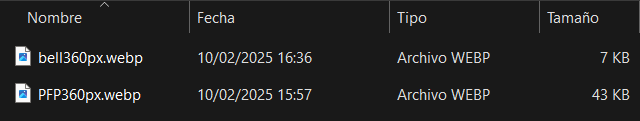 Nombre Fecha Tipo Tamaño
bell360px.webp 10/02/2025 16:36 Archivo WEBP 7 KB
PFP360px.webp 10/02/2025 15:57 Archivo WEBP 43 KB